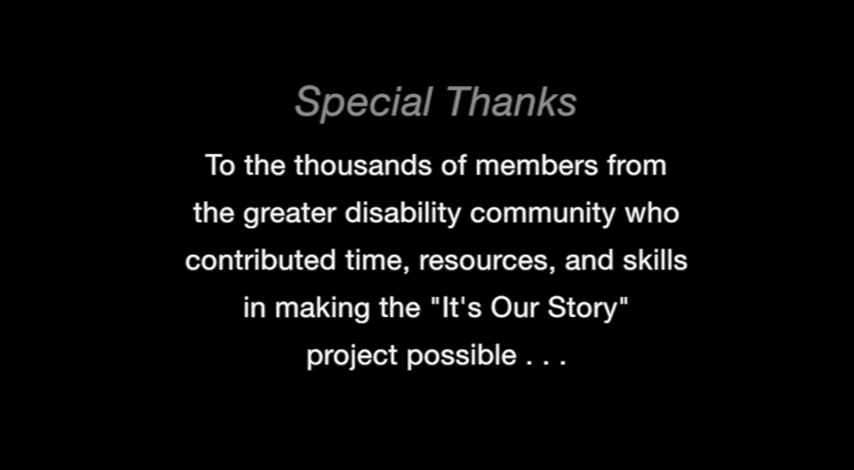 Special Thanks
To the thousands of members from
the greater disability community who
contributed time, resources, and skills
in making the "It's Our Story"
project possible . . .